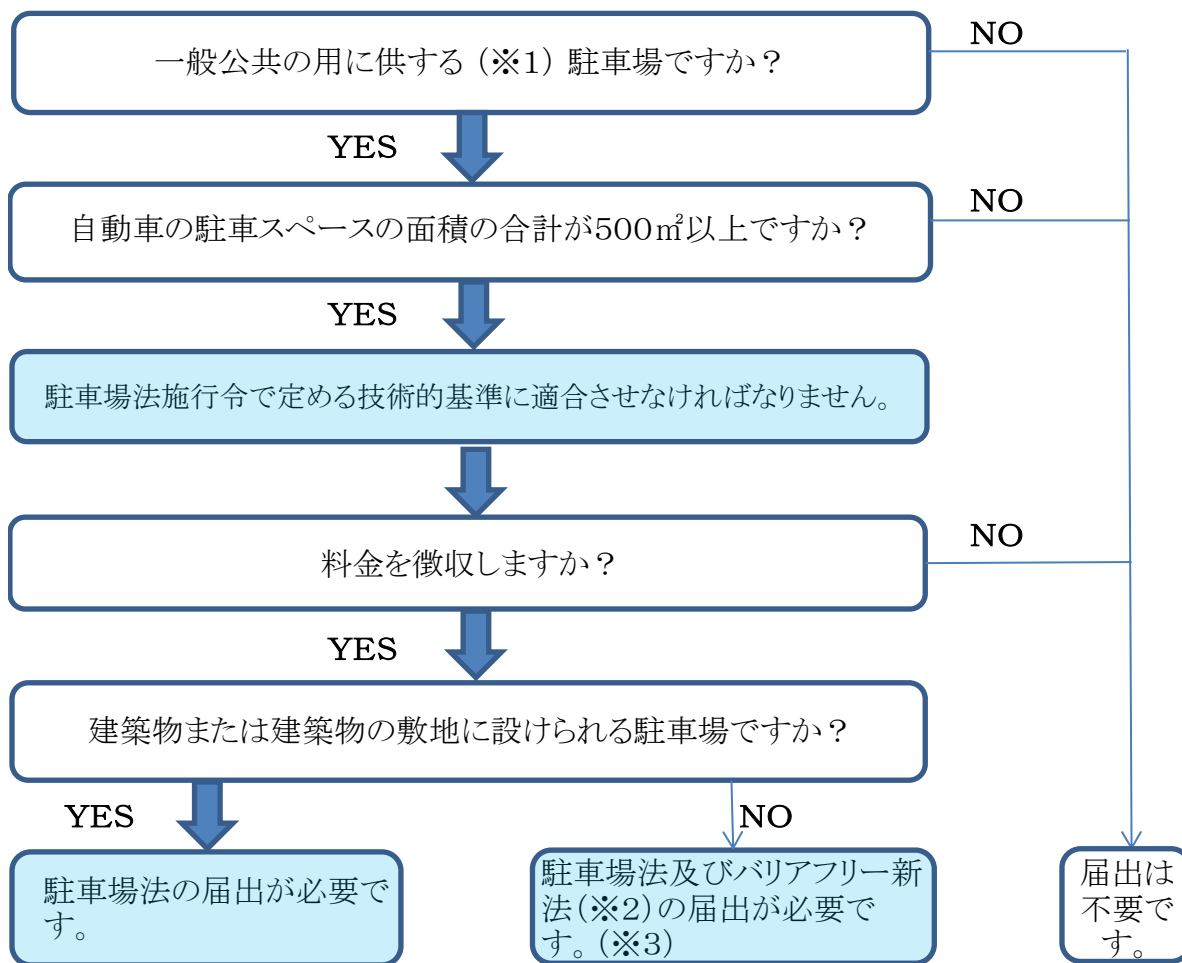 一般公共の用に供する（※１）駐車場ですか？
NO
YES
自動車の駐車スペースの面積の合計が５００㎡以上ですか？
NO
YES
駐車場法施行令で定める技術的基準に適合させなければなりません。
料金を徴収しますか？
NO
YES
建築物または建築物の敷地に設けられる駐車場ですか？
YES
NO
駐車場法の届出が必要で
す。
駐車場法及びバリアフリー新
法（※２）の届出が必要で
す。（※３）
届出は
不要で
す。